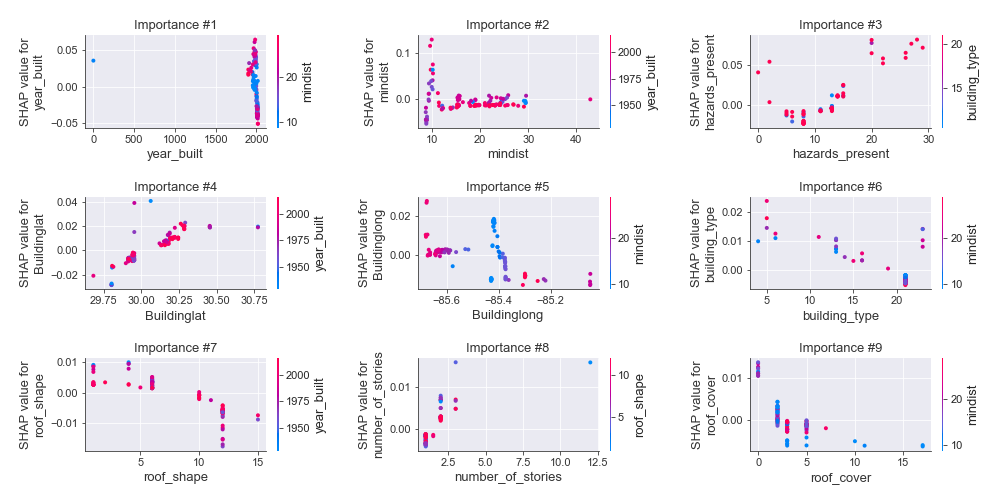 Importance #1
SHAP value for
year_built
0.05
0.00
−0.05
0
500
1000
1500
2000
year_built
20
10
mindist
Importance #2
SHAP value for
mindist
0.1
0.0
10
20
30
40
mindist
2000
1975
1950
year_built
Importance #3
SHAP value for
hazards_present
0.05
0.00
0
10
20
30
hazards_present
20
15
building_type
Importance #4
SHAP value for
Buildinglat
0.04
0.02
0.00
−0.02
29.75
30.00
30.25
30.50
30.75
Buildinglat
2000
1975
1950
year_built
Importance #5
SHAP value for
Buildinglong
0.02
0.00
−85.6
−85.4
−85.2
Buildinglong
20
10
mindist
Importance #6
SHAP value for
building_type
0.02
0.01
0.00
5
10
15
20
building_type
20
10
mindist
Importance #7
SHAP value for
roof_shape
0.01
0.00
−0.01
5
10
15
roof_shape
2000
1975
1950
year_built
Importance #8
SHAP value for
number_of_stories
0.01
0.00
2.5
5.0
7.5
10.0
12.5
number_of_stories
10
5
roof_shape
Importance #9
SHAP value for
roof_cover
0.01
0.00
0
5
10
15
roof_cover
20
10
mindist